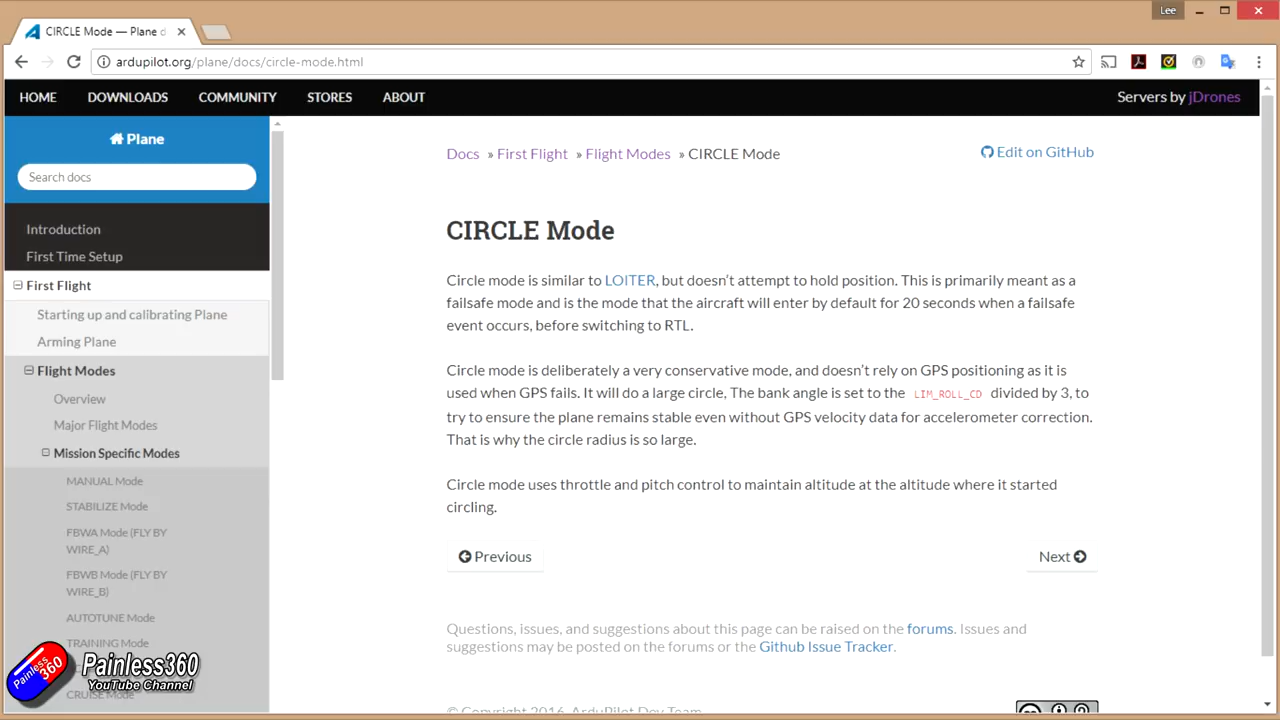 Lee
CIRCLE Mode — Plane d
ardupilot.org/plane/docs/circle-mode.html
HOME DOWNLOADS COMMUNITY STORES ABOUT
Servers by jDrones
Plane
Search docs
Introduction
First Time Setup
First Flight
Starting up and calibrating Plane
Arming Plane
Flight Modes
Overview
Major Flight Modes
Mission Specific Modes
MANUAL Mode
STABILIZE Mode
FBWA Mode (FLY BY
WIRE_A)
FBWB Mode (FLY BY
WIRE_B)
AUTOTUNE Mode
TRAINING Mode
CRUISE Mode
Painless360
Painless360
YouTube Channel
Docs » First Flight » Flight Modes » CIRCLE Mode
Edit on GitHub
CIRCLE Mode
Circle mode is similar to LOITER, but doesn't attempt to hold position. This is primarily meant as a
failsafe mode and is the mode that the aircraft will enter by default for 20 seconds when a failsafe
event occurs, before switching to RTL.
Circle mode is deliberately a very conservative mode, and doesn't rely on GPS positioning as it is
used when GPS fails. It will do a large circle, The bank angle is set to the LIM_ROLL_CD divided by 3, to
try to ensure the plane remains stable even without GPS velocity data for accelerometer correction.
That is why the circle radius is so large.
Circle mode uses throttle and pitch control to maintain altitude at the altitude where it started
circling.
Previous
Next
Questions, issues, and suggestions about this page can be raised on the forums. Issues and
suggestions may be posted on the forums or the Github Issue Tracker.
© Copyright 2016, ArduPilot Dev Team